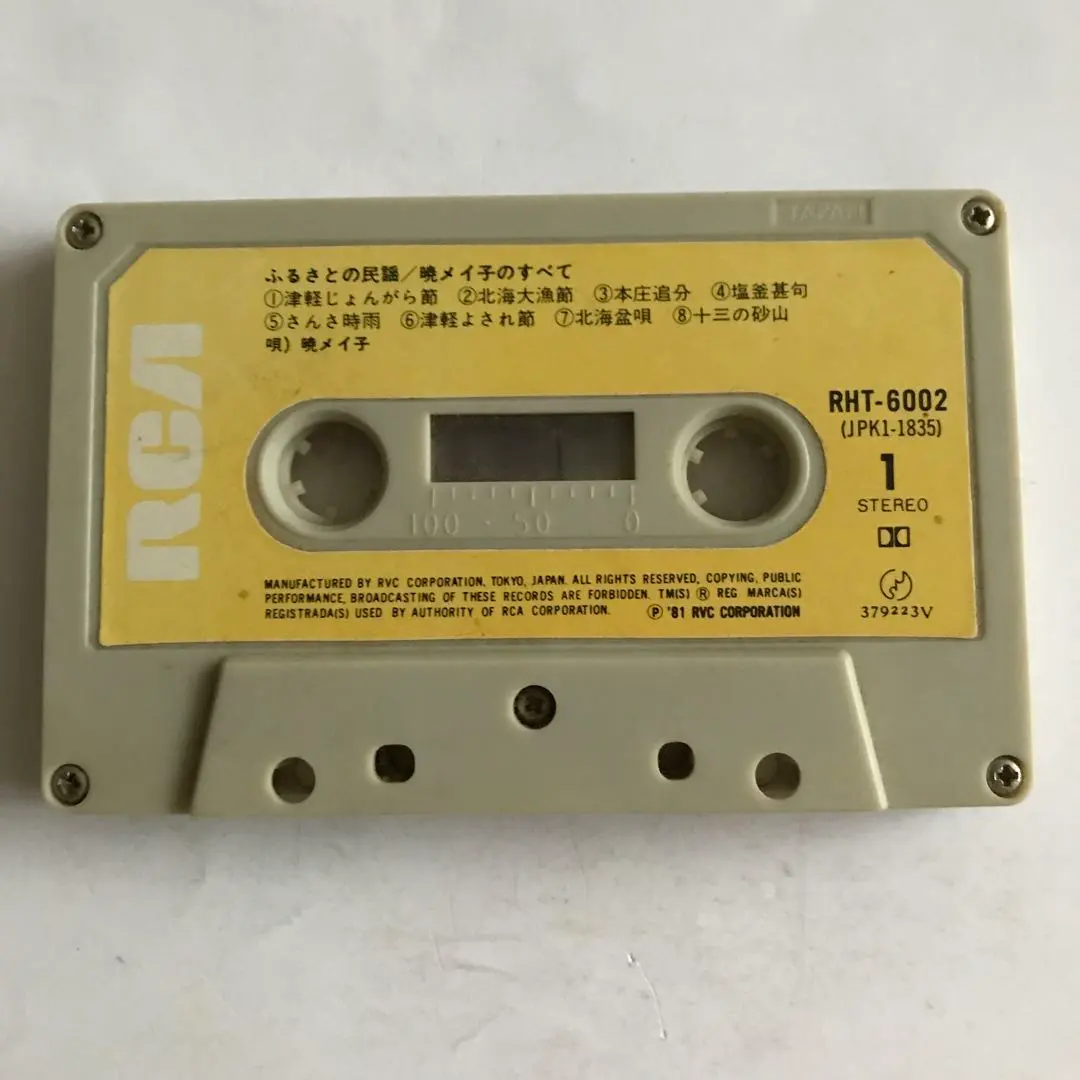 JAPAN
ふるさとの民謡/暁メイ子のすべて
①津軽じょんがら節 ②北海大漁節 ③本庄追分 ④塩釜甚句
⑤さんさ時雨 ⑥津軽よされ節 ⑦北海盆唄 ⑧十三の砂山
唄) 暁メイ子
RCA
RHT-6002
(JPK1-1835)
1
STEREO
100 · 50 0
MANUFACTURED BY RVC CORPORATION, TOKYO, JAPAN. ALL RIGHTS RESERVED, COPYING, PUBLIC
PERFORMANCE, BROADCASTING OF THESE RECORDS ARE FORBIDDEN. TM(S) Ⓡ REG MARCA(S)
REGISTRADA(S) USED BY AUTHORITY OF RCA CORPORATION. Ⓟ '81 RVC CORPORATION
379223V